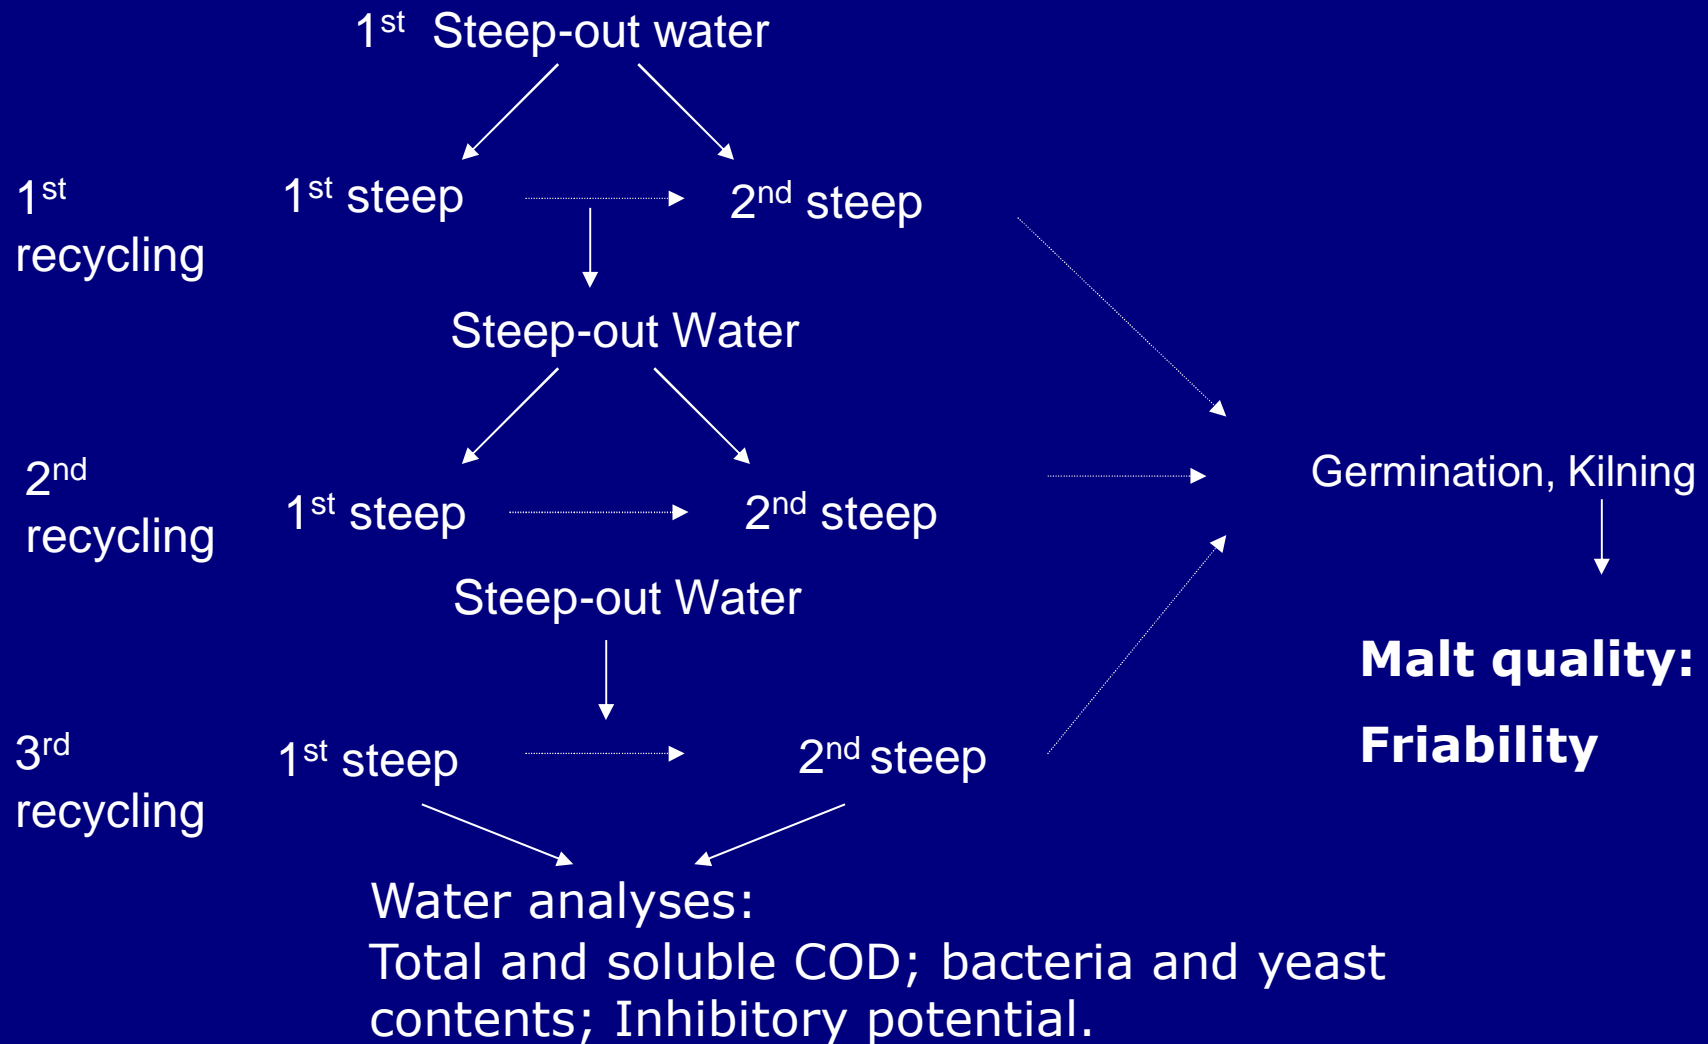 1st Steep-out water
1st
recycling
1st steep
2nd steep
Steep-out Water
2nd
recycling
1st steep
2nd steep
Germination, Kilning
Steep-out Water
Malt quality:
Friability
3rd
recycling
1st steep
2nd steep
Water analyses:
Total and soluble COD; bacteria and yeast
contents; Inhibitory potential.